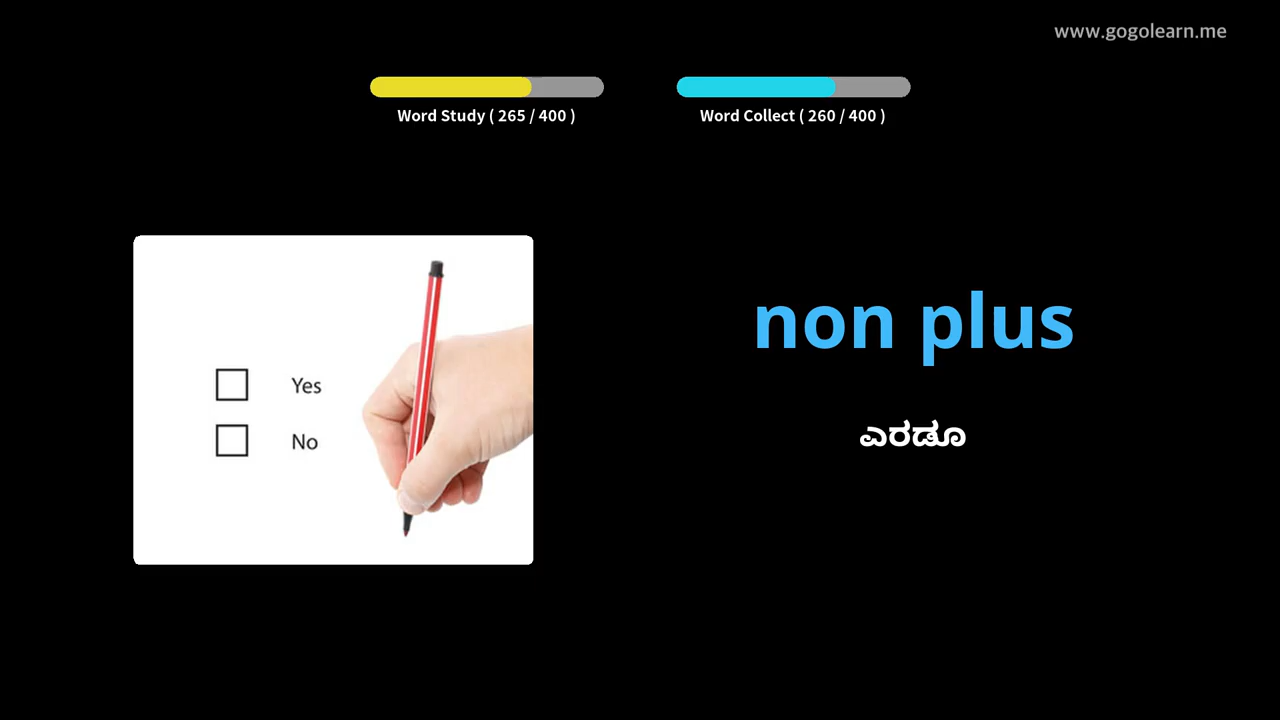 www.gogolearn.me
Word Study ( 265 / 400 )
Word Collect ( 260 / 400 )
Yes
No
non plus
ಎರಡೂ